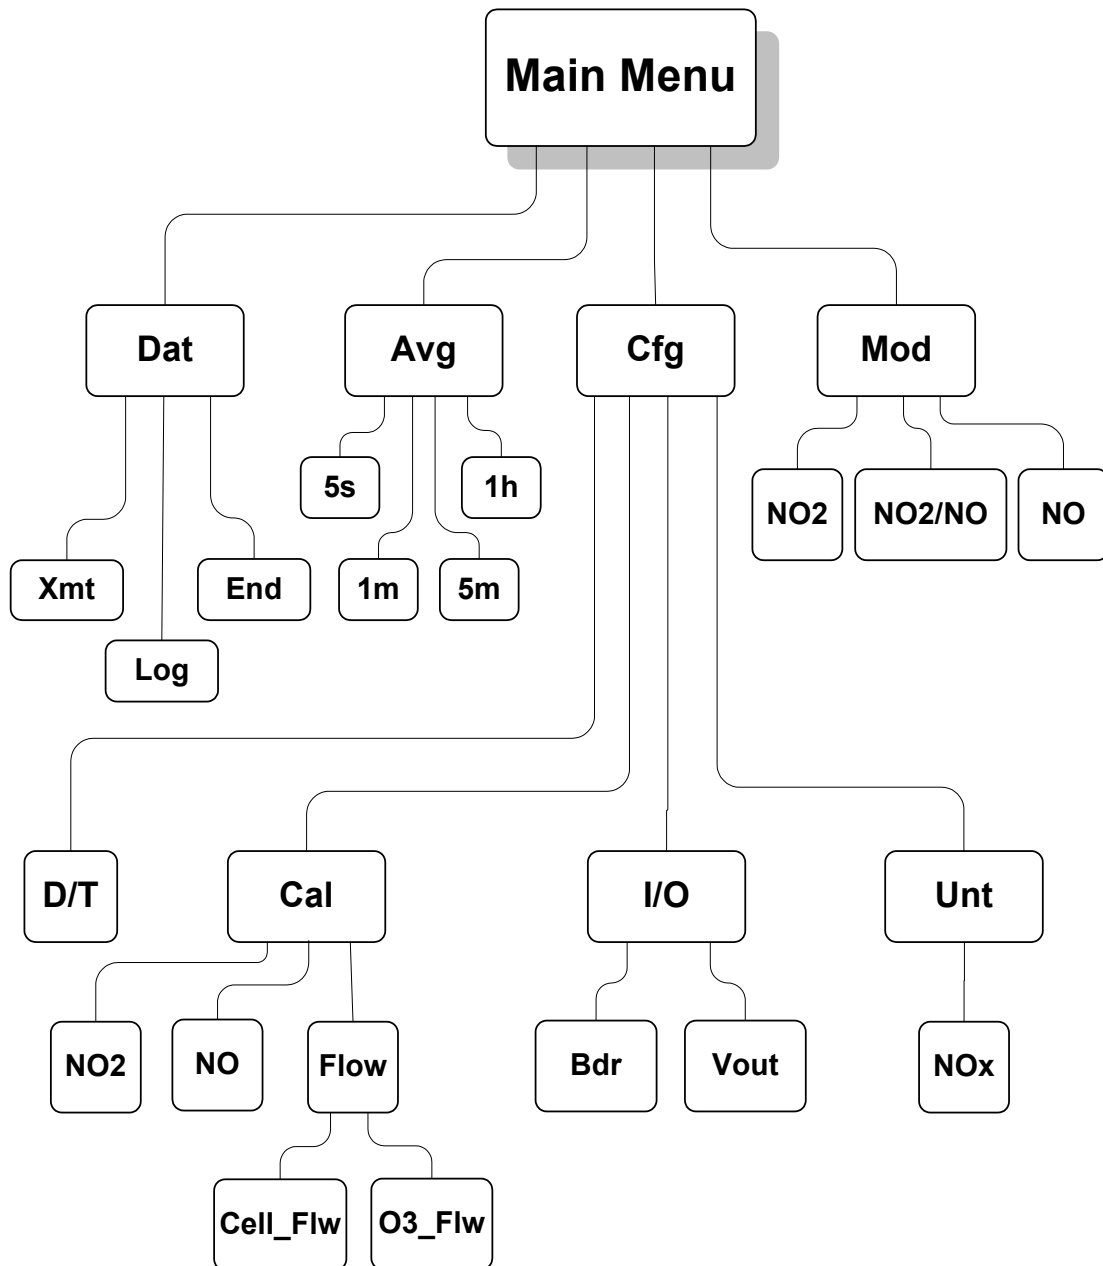 Main Menu
Dat
Avg
Cfg
Mod
5s
1h
NO2
NO2/NO
NO
Xmt
End
1m
5m
Log
D/T
Cal
I/O
Unt
NO2
NO
Flow
Bdr
Vout
NOx
Cell_Flw
O3_Flw